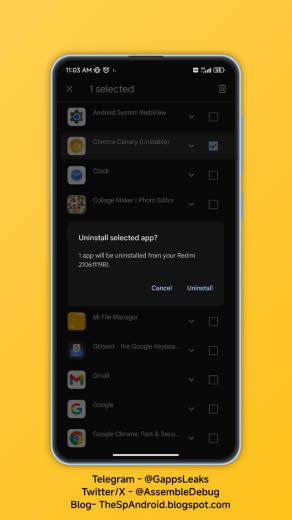 11:03 AM
1 selected
Android System WebView
Chrome Canary (Unstable)
Clock
Collage Maker | Photo Editor
Uninstall selected app?
1 app will be uninstalled from your Redmi
21061119BI.
Cancel Uninstall
Mi File Manager
Gboard - the Google Keyboa...
Gmail
Google
Google Chrome: Fast & Secu...
Telegram - @GappsLeaks
Twitter/X - @AssembleDebug
Blog- TheSpAndroid.blogspot.com